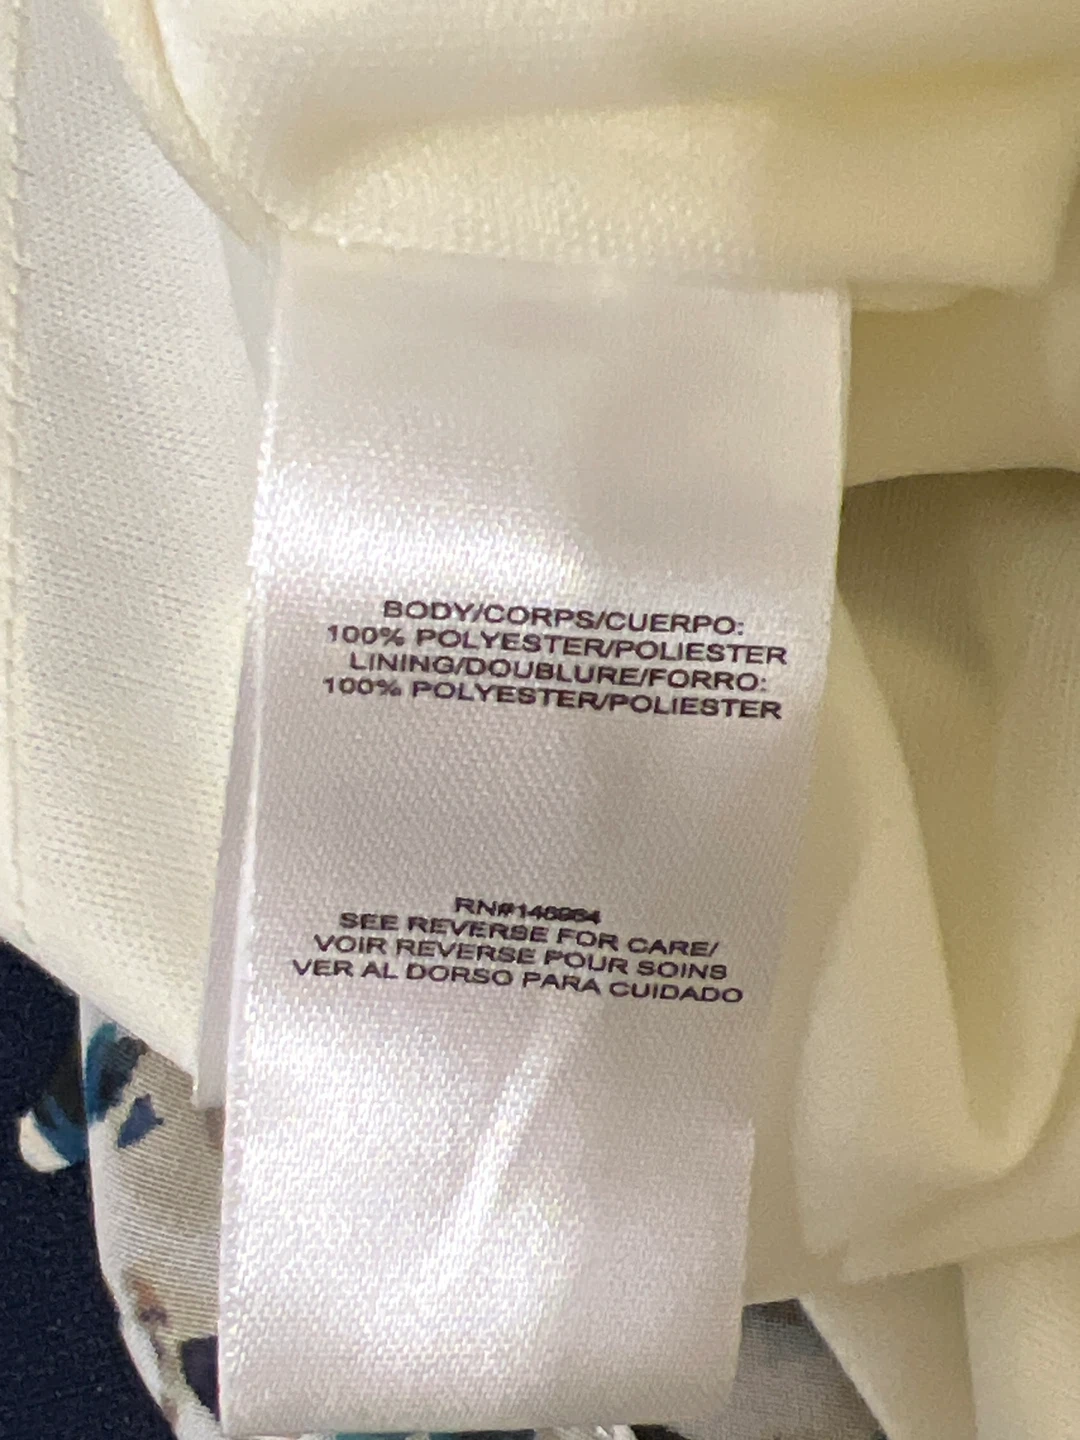 BODY/CORPS/CUERPO:
100% POLYESTER/POLIESTER
LINING/DOUBLURE/FORRO:
100% POLYESTER/POLIESTER
RN#146984
SEE REVERSE FOR CARE/
VOIR REVERSE POUR SOINS
VER AL DORSO PARA CUIDADO